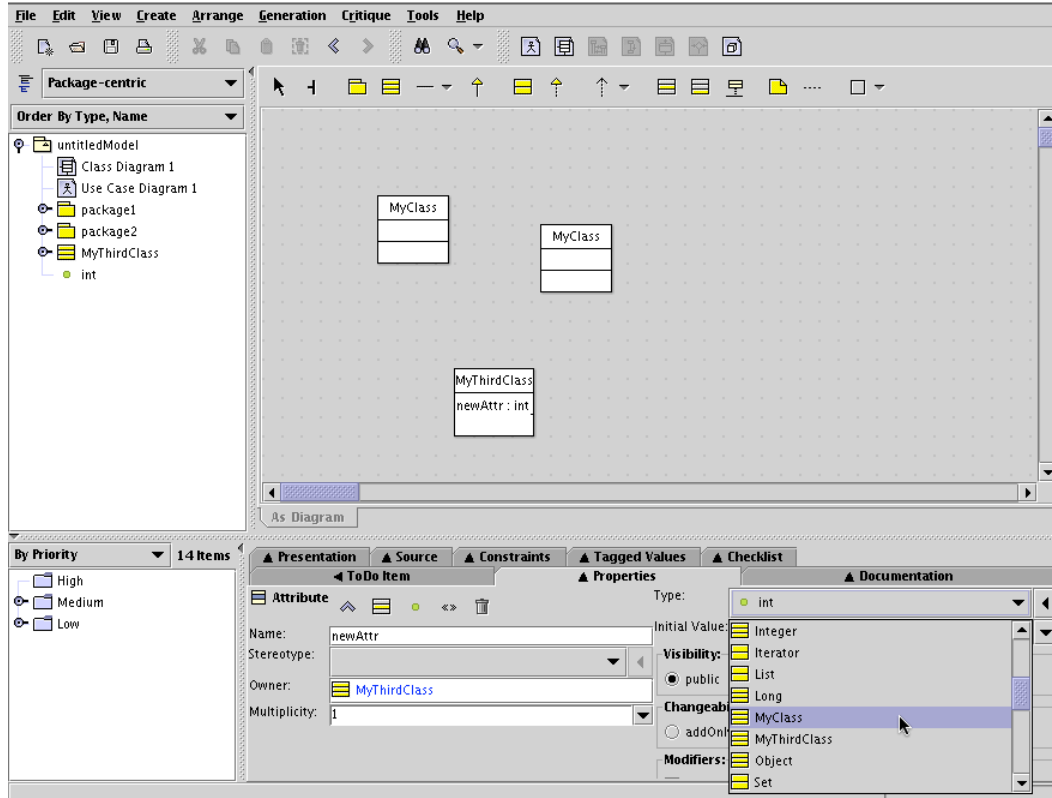 File Edit View Create Arrange Generation Critique Tools Help
Package-centric
Order By Type, Name
untitledModel
Class Diagram 1
Use Case Diagram 1
package1
package2
MyThirdClass
int
MyClass
MyClass
MyThirdClass
newAttr : int
As Diagram
By Priority
14 Items
High
Medium
Low
Presentation Source Constraints Tagged Values Checklist
ToDo Item Properties Documentation
Attribute
Name:
newAttr
Stereotype:
Owner:
MyThirdClass
Multiplicity:
1
Type:
int
Initial Value:
Visibility:
public
Changeabi
addOnl
Modifiers:
Integer
Iterator
List
Long
MyClass
MyThirdClass
Object
Set